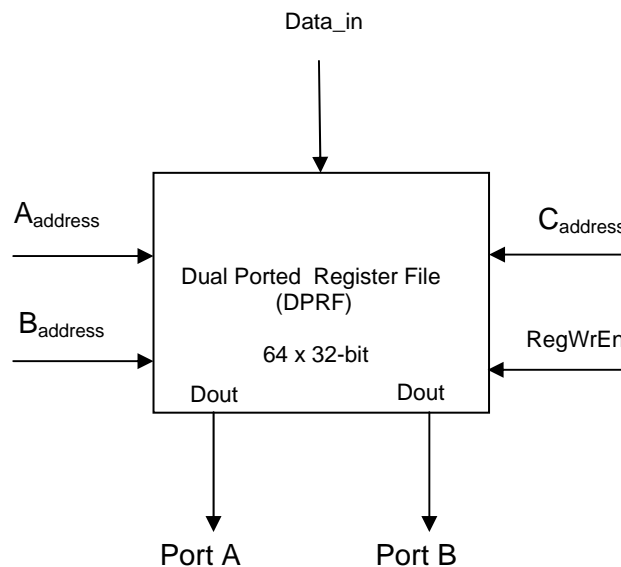 Data_in
Aaddress
Caddress
Dual Ported Register File
(DPRF)
Baddress
RegWrEn
64 x 32-bit
Dout Dout
Port A Port B